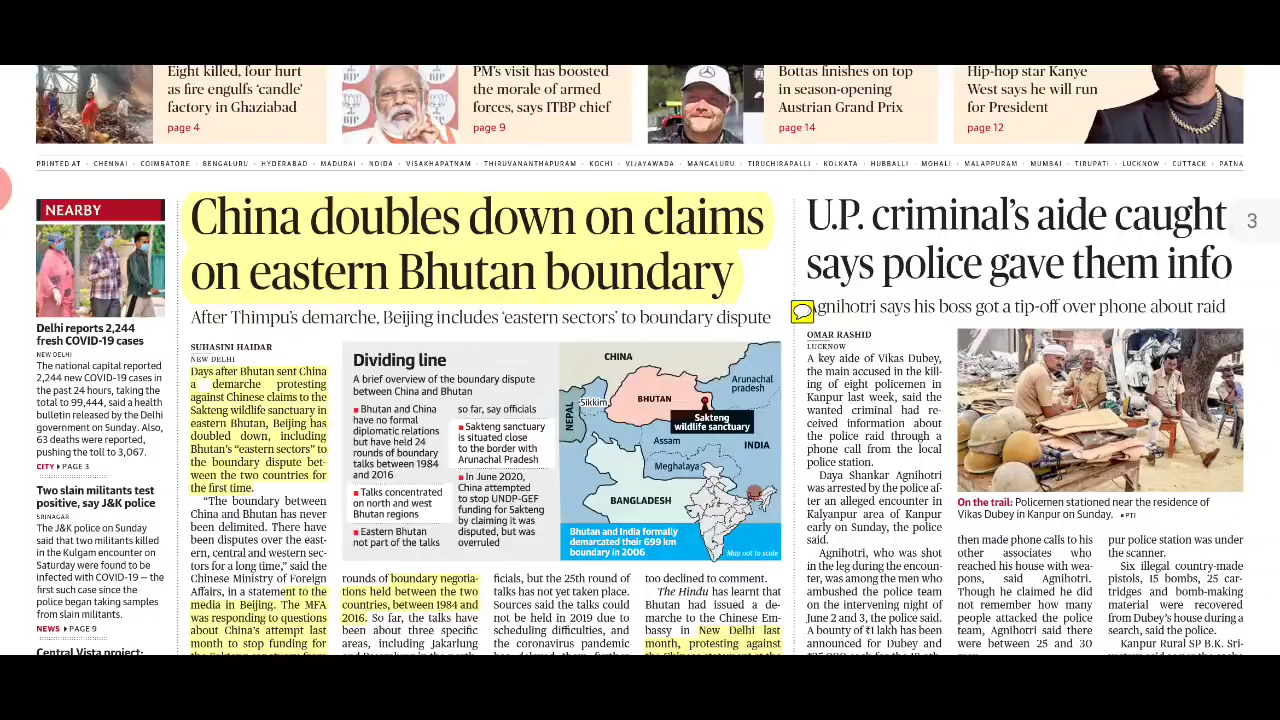 Eight killed, four hurt
as fire engulfs ‘candle’
factory in Ghaziabad
page 4
BJP
BJP
PM’s visit has boosted
the morale of armed
forces, says ITBP chief
page 9
Bottas finishes on top
in season-opening
Austrian Grand Prix
page 14
Hip-hop star Kanye
West says he will run
for President
page 12
PRINTED AT • CHENNAI • COIMBATORE • BENGALURU • HYDERABAD • MADURAI • NOIDA • VISAKHAPATNAM • THIRUVANANTHAPURAM • KOCHI • VIJAYAWADA • MANGALURU • TIRUCHIRAPALLI • KOLKATA • HUBBALLI • MOHALI • MALAPPURAM • MUMBAI • TIRUPATI • LUCKNOW • CUTTACK • PATNA
NEARBY
Delhi reports 2,244
fresh COVID-19 cases
NEW DELHI
The national capital reported
2,244 new COVID-19 cases in
the past 24 hours, taking the
total to 99,444, said a health
bulletin released by the Delhi
government on Sunday. Also,
63 deaths were reported,
pushing the toll to 3,067.
CITY PAGE 3
Two slain militants test
positive, say J&K police
SRINAGAR
The J&K police on Sunday
said that two militants killed
in the Kulgam encounter on
Saturday were found to be
infected with COVID-19 — the
first such case since the
police began taking samples
from slain militants.
NEWS PAGE 9
Central Vista project:
China doubles down on claims
on eastern Bhutan boundary
After Thimpu’s demarche, Beijing includes ‘eastern sectors’ to boundary dispute
SUHASINI HAIDAR
NEW DELHI
Days after Bhutan sent China
a demarche protesting
against Chinese claims to the
Sakteng wildlife sanctuary in
eastern Bhutan, Beijing has
doubled down, including
Bhutan’s “eastern sectors” to
the boundary dispute bet-
ween the two countries for
the first time.
“The boundary between
China and Bhutan has never
been delimited. There have
been disputes over the east-
ern, central and western sec-
tors for a long time,” said the
Chinese Ministry of Foreign
Affairs, in a statement to the
media in Beijing. The MFA
was responding to questions
about China’s attempt last
month to stop funding for
Dividing line
A brief overview of the boundary dispute
between China and Bhutan
Bhutan and China
have no formal
diplomatic relations
but have held 24
rounds of boundary
talks between 1984
and 2016
Talks concentrated
on north and west
Bhutan regions
Eastern Bhutan
not part of the talks
so far, say officials
Sakteng sanctuary
is situated close
to the border with
Arunachal Pradesh
In June 2020,
China attempted
to stop UNDP-GEF
funding for Sakteng
by claiming it was
disputed, but was
overruled
CHINA
Arunachal
pradesh
BHUTAN
Sikkim
NEPAL
Sakteng
wildlife sanctuary
Assam
INDIA
Meghalaya
BANGLADESH
Bhutan and India formally
demarcated their 699 km
boundary in 2006
Map not to scale
rounds of boundary negotia-
tions held between the two
countries, between 1984 and
2016. So far, the talks have
been about three specific
areas, including Jakarlung
ficials, but the 25th round of
talks has not yet taken place.
Sources said the talks could
not be held in 2019 due to
scheduling difficulties, and
the coronavirus pandemic
too declined to comment.
The Hindu has learnt that
Bhutan had issued a de-
marche to the Chinese Em-
bassy in New Delhi last
month, protesting against
U.P. criminal’s aide caught
says police gave them info
3
Agnihotri says his boss got a tip-off over phone about raid
OMAR RASHID
LUCKNOW
A key aide of Vikas Dubey,
the main accused in the kill-
ing of eight policemen in
Kanpur last week, said the
wanted criminal had re-
ceived information about
the police raid through a
phone call from the local
police station.
Daya Shankar Agnihotri
was arrested by the police af-
ter an alleged encounter in
Kalyanpur area of Kanpur
early on Sunday, the police
said.
Agnihotri, who was shot
in the leg during the encoun-
ter, was among the men who
ambushed the police team
on the intervening night of
June 2 and 3, the police said.
A bounty of ₹1 lakh has been
announced for Dubey and
On the trail: Policemen stationed near the residence of
Vikas Dubey in Kanpur on Sunday. PTI
then made phone calls to his
other associates who
reached his house with wea-
pons, said Agnihotri.
Though he claimed he did
not remember how many
people attacked the police
team, Agnihotri said there
were between 25 and 30
pur police station was under
the scanner.
Six illegal country-made
pistols, 15 bombs, 25 car-
tridges and bomb-making
material were recovered
from Dubey’s house during a
search, said the police.
Kanpur Rural SP B.K. Sri-